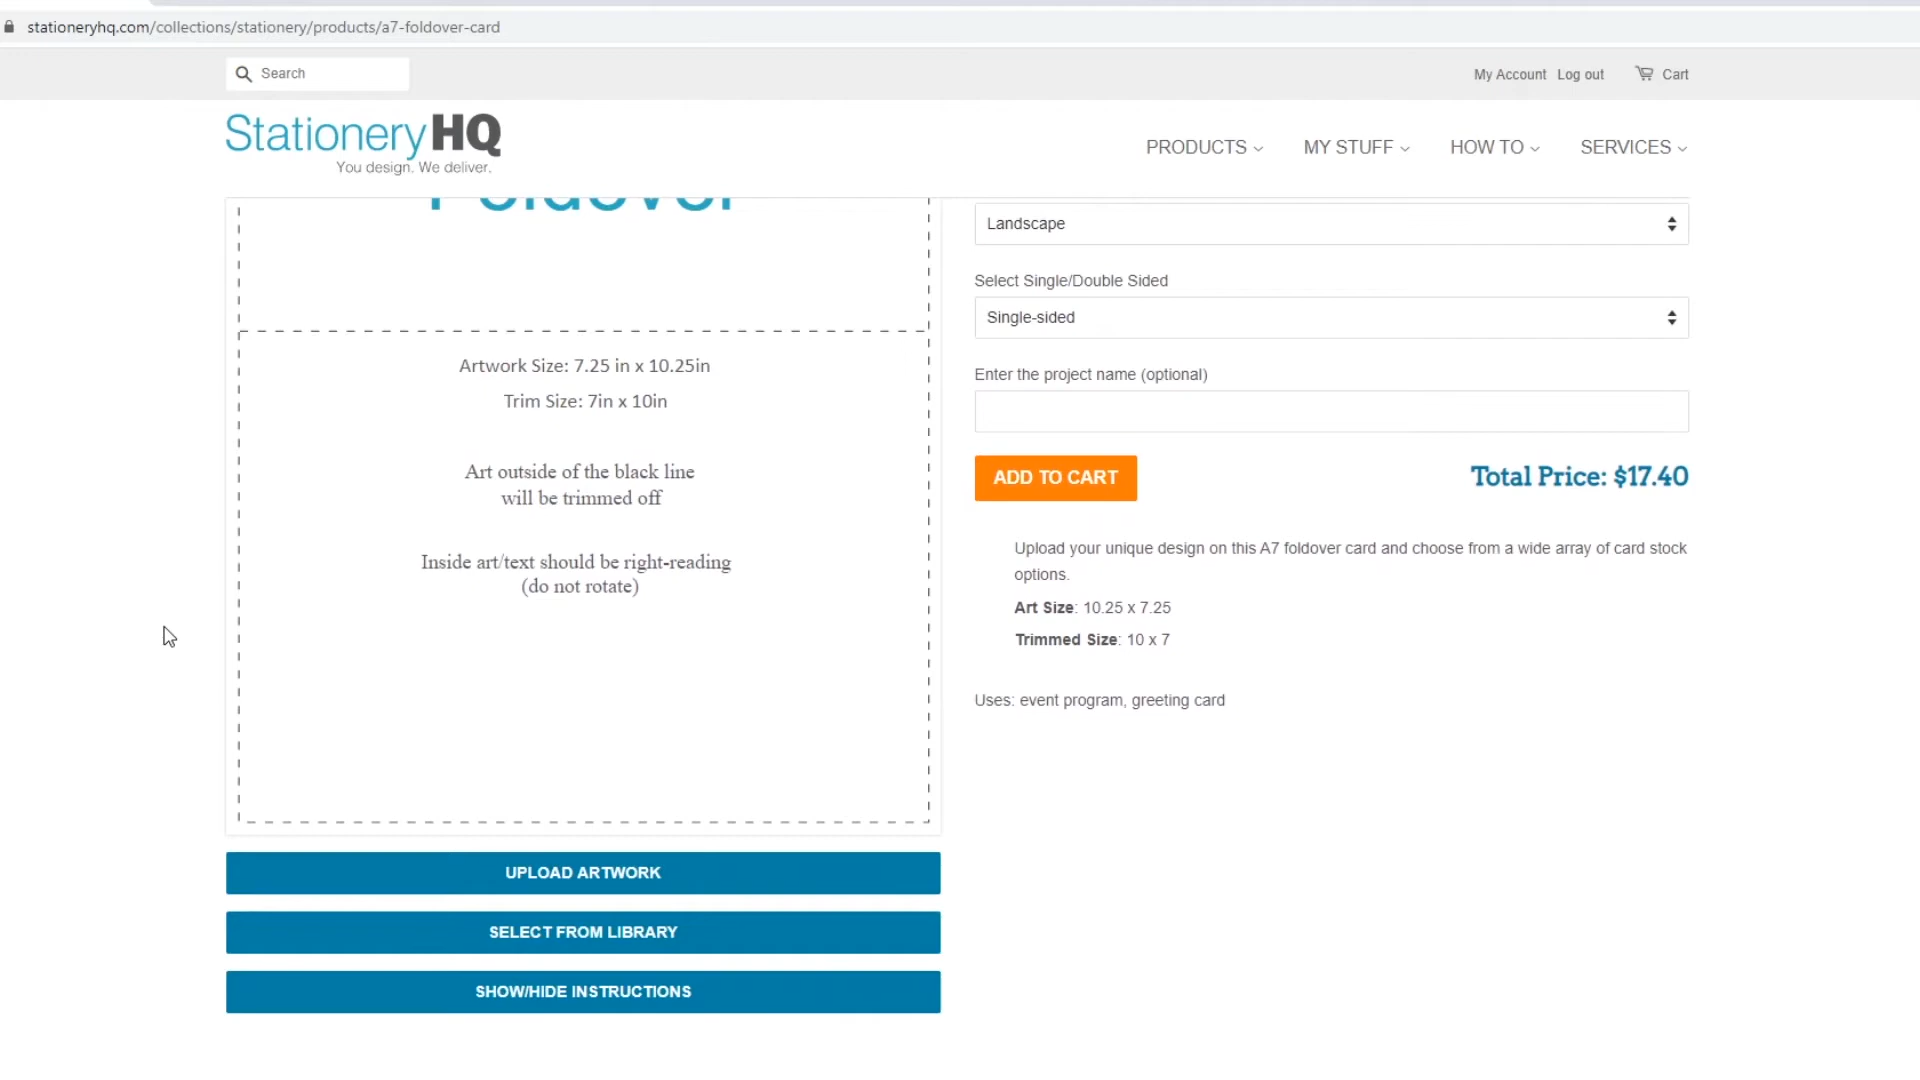 stationeryhq.com/collections/stationery/products/a7-foldover-card
Search
My Account Log out Cart
StationeryHQ
You design. We deliver.
PRODUCTS MY STUFF HOW TO SERVICES
Foldover
Artwork Size: 7.25 in x 10.25in
Trim Size: 7in x 10in
Art outside of the black line
will be trimmed off
Inside art/text should be right-reading
(do not rotate)
UPLOAD ARTWORK
SELECT FROM LIBRARY
SHOW/HIDE INSTRUCTIONS
Landscape
Select Single/Double Sided
Single-sided
Enter the project name (optional)
ADD TO CART
Total Price: $17.40
Upload your unique design on this A7 foldover card and choose from a wide array of card stock
options.
Art Size: 10.25 x 7.25
Trimmed Size: 10 x 7
Uses: event program, greeting card